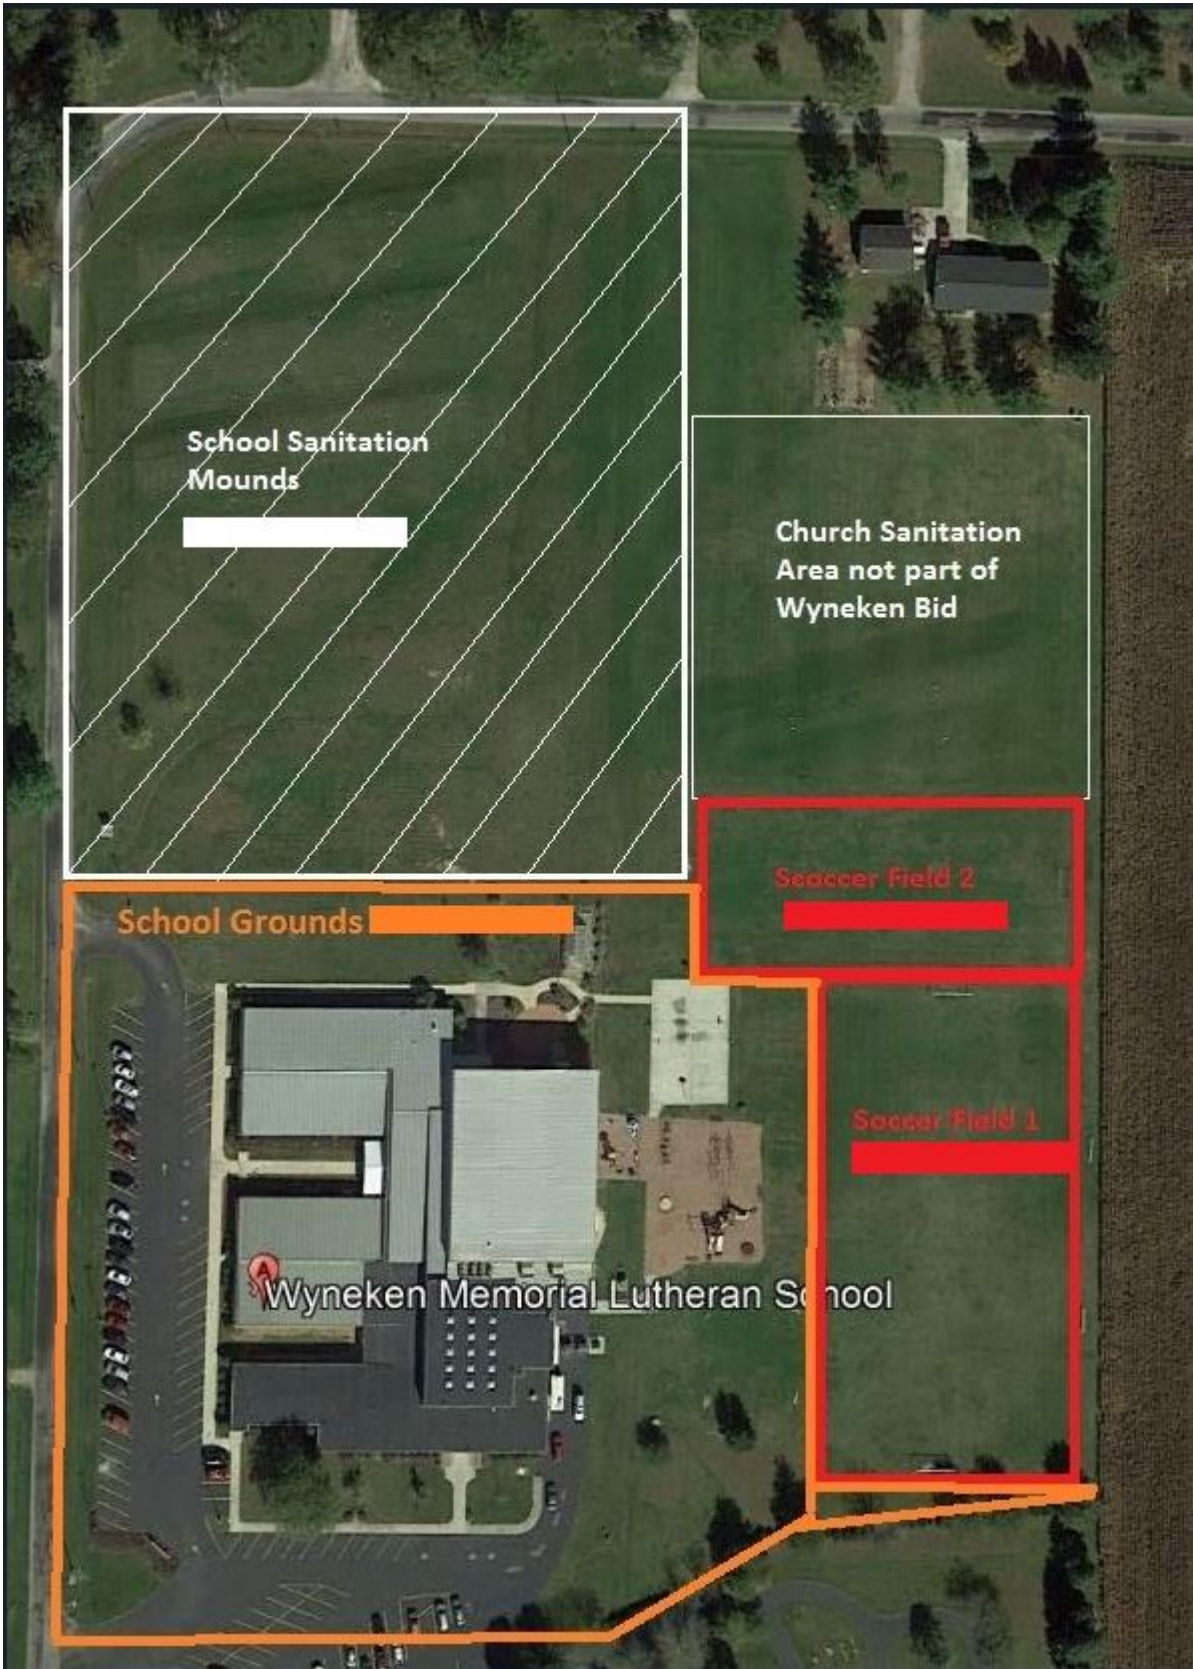 School Sanitation
Mounds
Church Sanitation
Area not part of
Wyneken Bid
Scoccer Field 2
School Grounds
Soccer Field 1
A
Wyneken Memorial Lutheran School